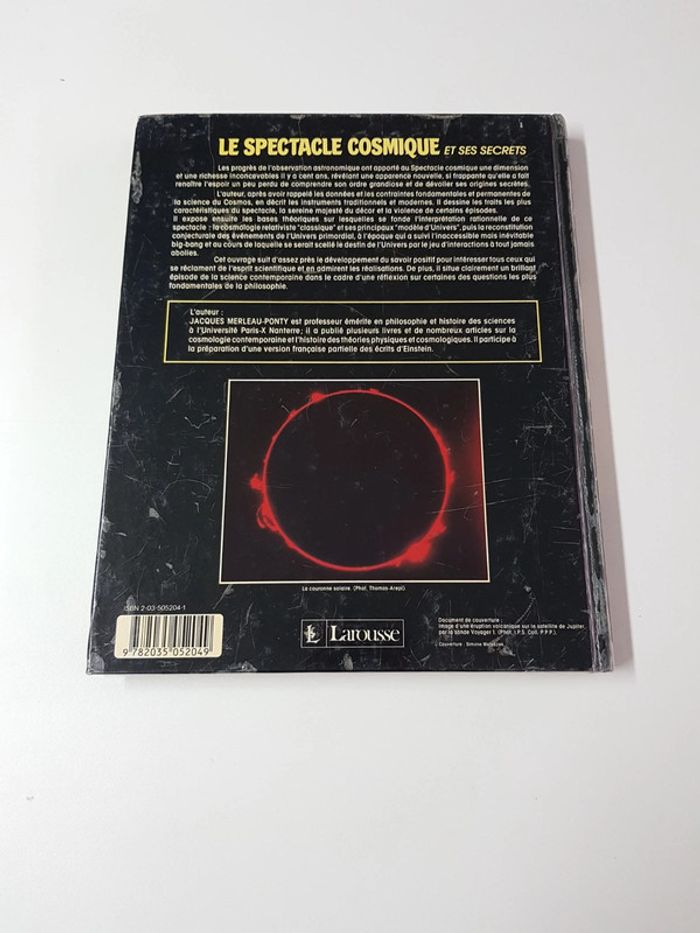 LE SPECTACLE COSMIQUE ET SES SECRETS
Les progrès de l'observation astronomique ont apporté au Spectacle cosmique une dimension
et une richesse inconcevables il y a cent ans, révélant une apparence nouvelle, si frappante qu'elle a fait
renaître l'espoir un peu perdu de comprendre son ordre grandiose et de dévoiler ses origines secrètes.
L'auteur, après avoir rappelé les données et les contraintes fondamentales et permanentes de
la science du Cosmos, en décrit les instruments traditionnels et modernes. Il dessine les traits les plus
caractéristiques du spectacle, la sereine majesté du décor et la violence de certains épisodes.
Il expose ensuite les bases théoriques sur lesquelles se fonde l'interprétation rationnelle de ce
spectacle : la cosmologie relativiste "classique" et ses principaux "modèle d'Univers", puis la reconstitution
conjecturale des événements de l'Univers primordial, à l'époque qui a suivi l'inaccessible mais inévitable
big-bang et au cours de laquelle se serait scellé le destin de l'Univers par le jeu d'interactions à tout jamais
abolies.
Cet ouvrage suit d'assez près le développement du savoir positif pour intéresser tous ceux qui
se réclament de l'esprit scientifique et en admirent les réalisations. De plus, il situe clairement un brillant
épisode de la science contemporaine dans le cadre d'une réflexion sur certaines des questions les plus
fondamentales de la philosophie.
L'auteur :
JACQUES MERLEAU-PONTY est professeur émérite en philosophie et histoire des sciences
à l'Université Paris-X Nanterre ; il a publié plusieurs livres et de nombreux articles sur la
cosmologie contemporaine et l'histoire des théories physiques et cosmologiques. Il participe à
la préparation d'une version française partielle des écrits d'Einstein.
La couronne solaire. (Phot. Thomas-Arepi).
ISBN 2-03-505204-1
9 782035 052049
Larousse
Document de couverture :
Image d'une éruption volcanique sur le satellite de Jupiter,
par la sonde Voyager 1. (Phot. I.P.S. Coll. P.P.P.).
Couverture : Simone